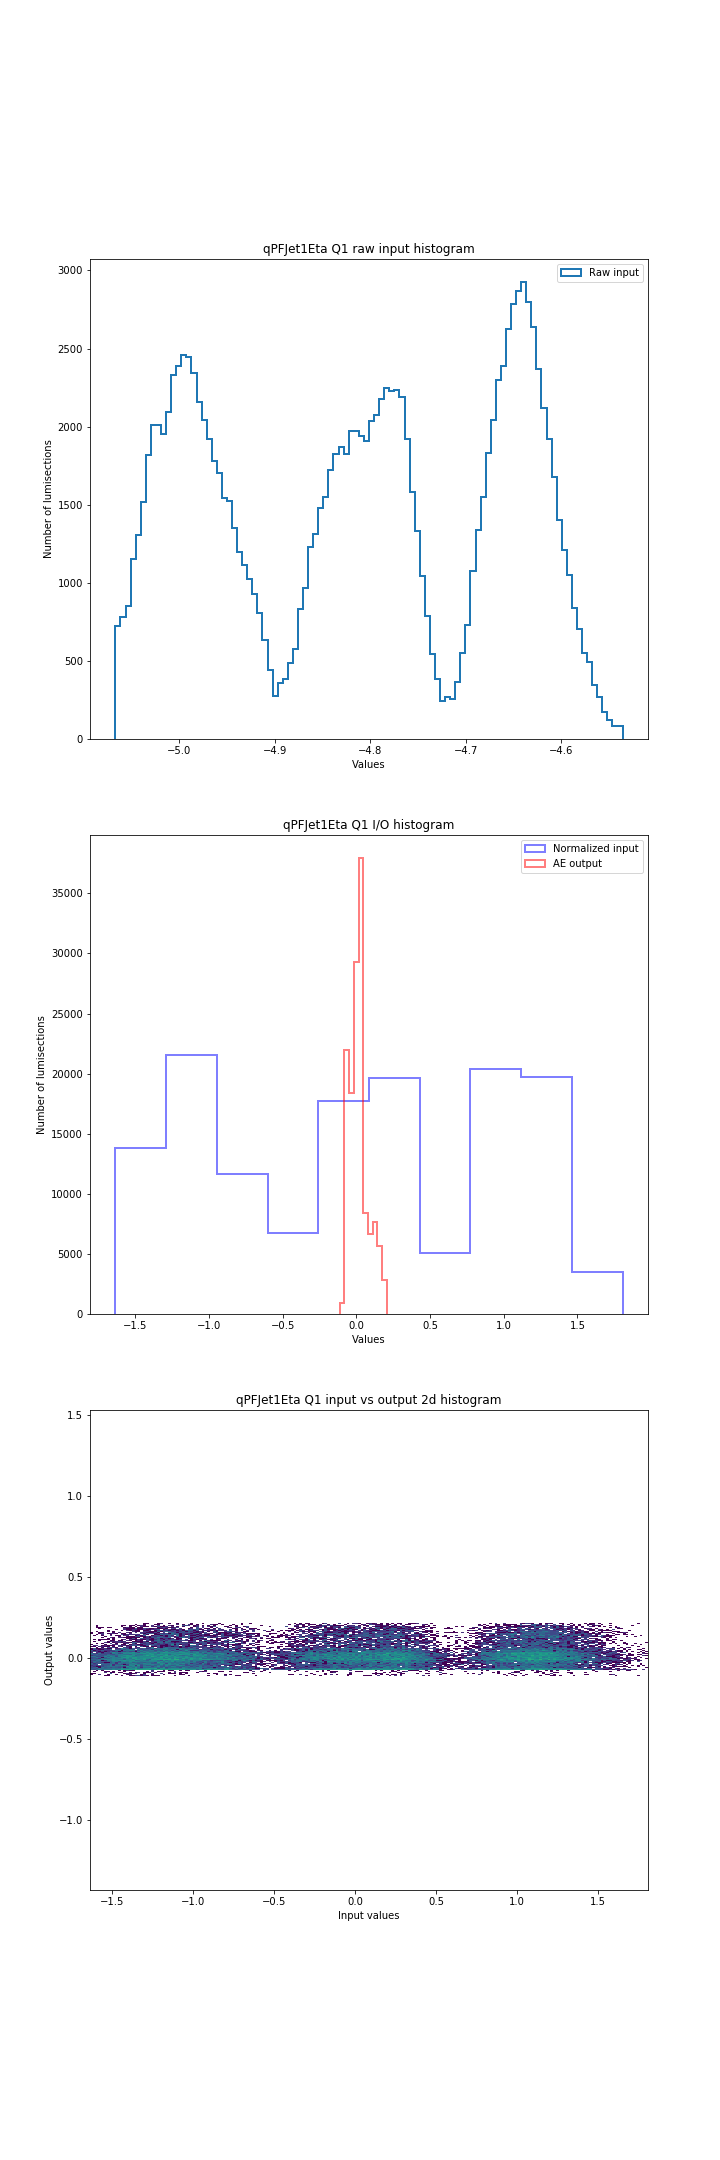 qPFJet1Eta Q1 raw input histogram
3000
2500
2000
1500
1000
500
0
Number of lumisections
Raw input
−5.0 −4.9 −4.8 −4.7 −4.6
Values
qPFJet1Eta Q1 I/O histogram
35000
30000
25000
20000
15000
10000
5000
0
Number of lumisections
Normalized input
AE output
−1.5 −1.0 −0.5 0.0 0.5 1.0 1.5
Values
qPFJet1Eta Q1 input vs output 2d histogram
1.5
1.0
0.5
0.0
−0.5
−1.0
Output values
−1.5 −1.0 −0.5 0.0 0.5 1.0 1.5
Input values